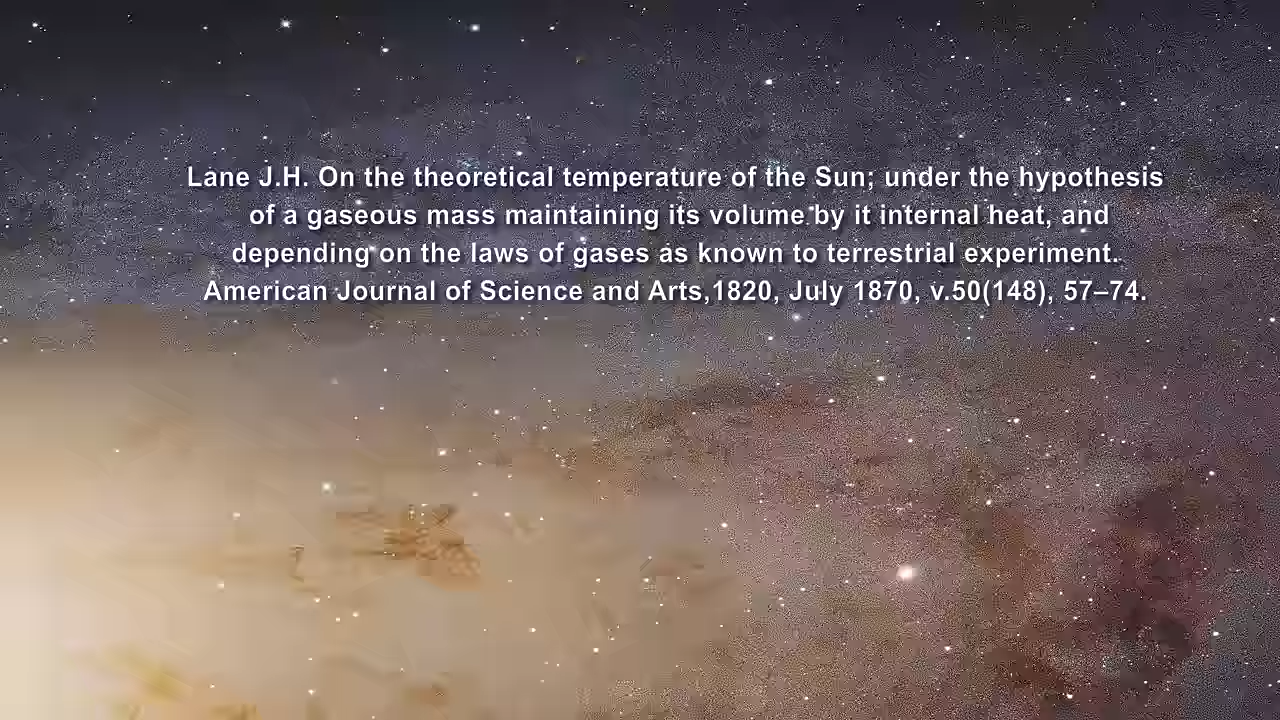 Lane J.H. On the theoretical temperature of the Sun; under the hypothesis
of a gaseous mass maintaining its volume by it internal heat, and
depending on the laws of gases as known to terrestrial experiment.
American Journal of Science and Arts,1820, July 1870, v.50(148), 57–74.